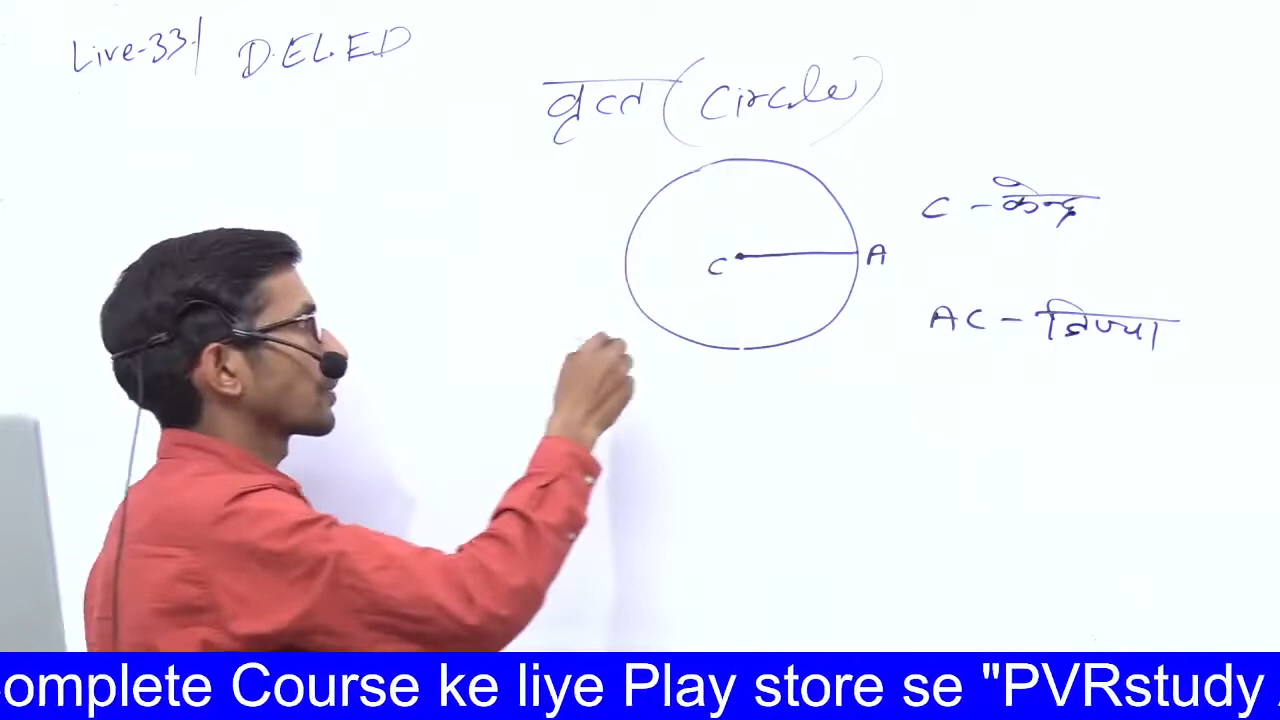 Live-33 D.EL.ED
वृत्त (Circle)
C - केन्द्र
C A
AC - त्रिज्या
omplete Course ke liye Play store se "PVRstudy